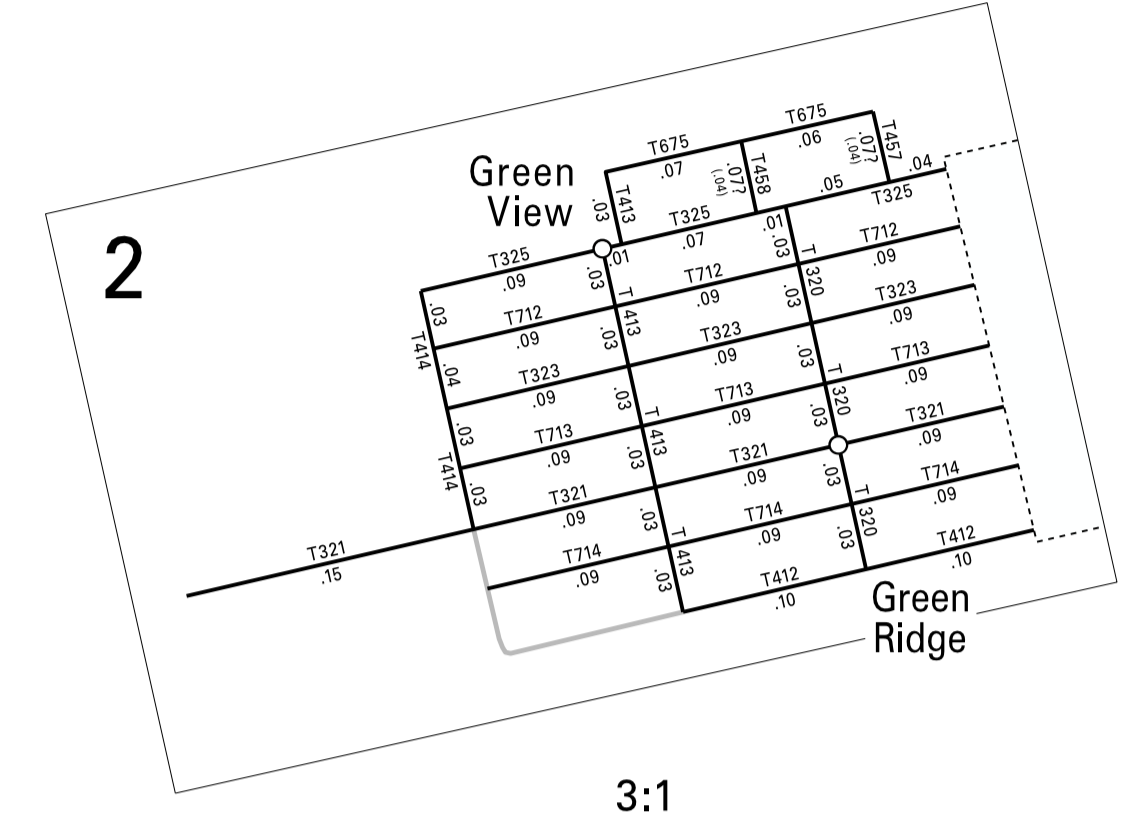 2
Green
View
T675
.06
T675
.07
.03
T413
.07?
(.04)
T458
.07?
(.04)
T457
.04
T325
.05
T325
.07
.01
.01
T325
.09
.03
T414
.04
.03
T414
.03
.03
T
413
.03
.03
T
413
.03
.03
T
413
.03
.03
T
320
.03
.03
T
320
.03
.03
T
320
.03
T712
.09
T712
.09
T712
.09
T323
.09
T323
.09
T323
.09
T713
.09
T713
.09
T713
.09
T321
.15
T321
.09
T321
.09
T321
.09
T714
.09
T714
.09
T714
.09
T412
.10
T412
.10
Green
Ridge
3:1